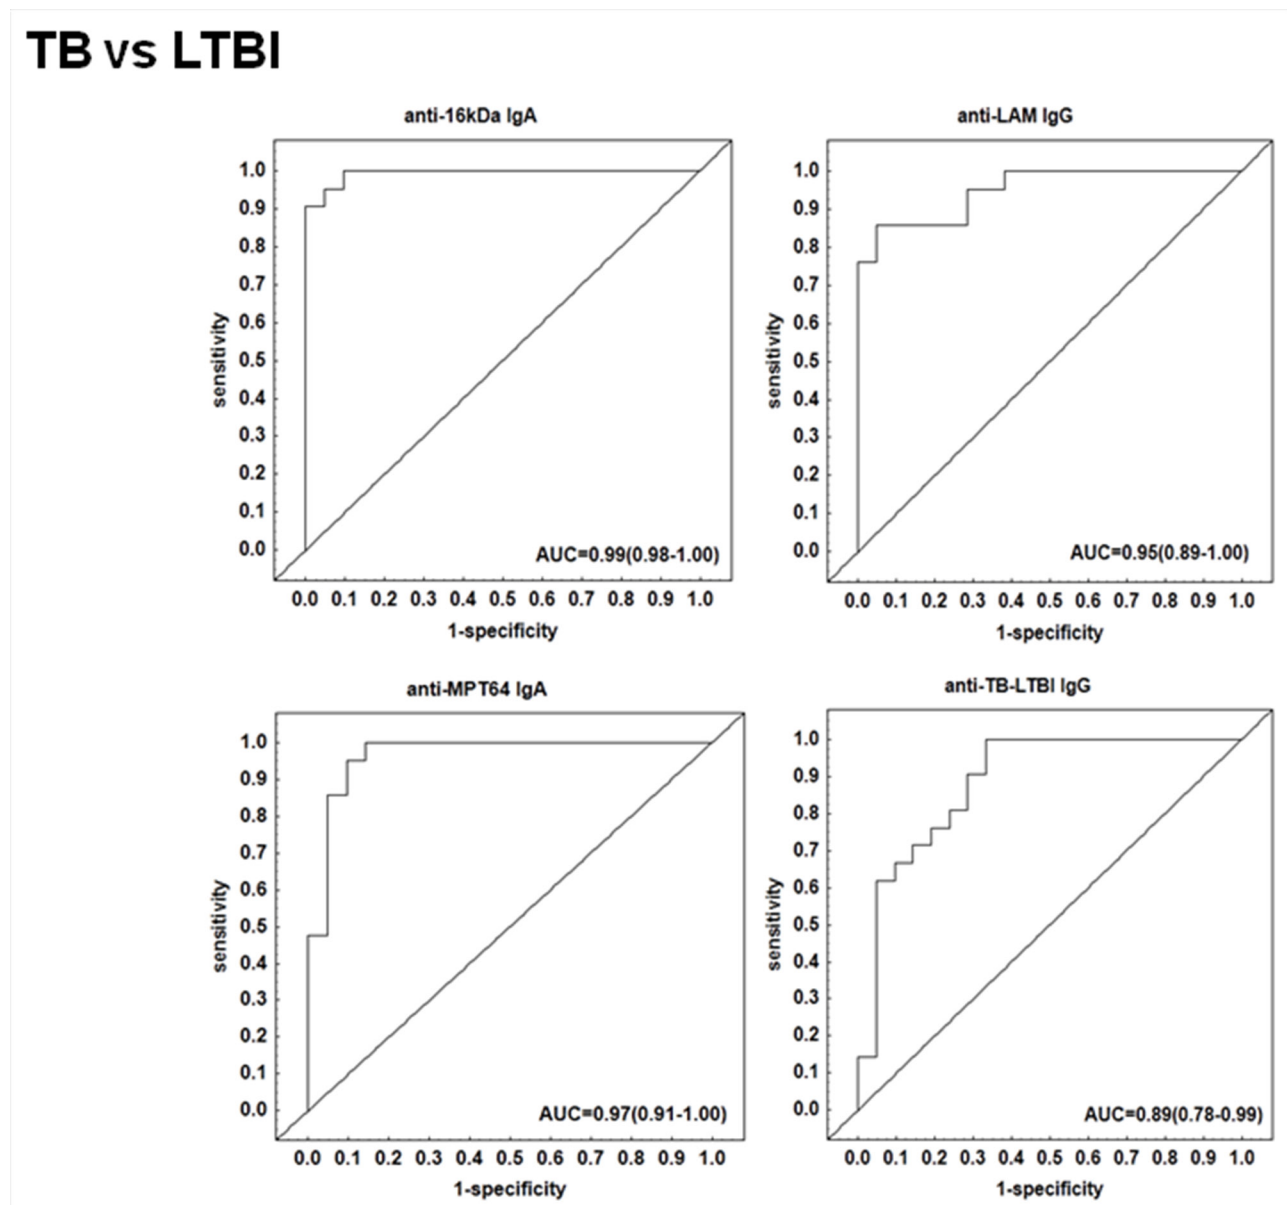 TB vs LTBI
anti-16kDa IgA
sensitivity
1.0
0.9
0.8
0.7
0.6
0.5
0.4
0.3
0.2
0.1
0.0
AUC=0.99(0.98-1.00)
0.0 0.1 0.2 0.3 0.4 0.5 0.6 0.7 0.8 0.9 1.0
1-specificity
anti-LAM IgG
sensitivity
1.0
0.9
0.8
0.7
0.6
0.5
0.4
0.3
0.2
0.1
0.0
AUC=0.95(0.89-1.00)
0.0 0.1 0.2 0.3 0.4 0.5 0.6 0.7 0.8 0.9 1.0
1-specificity
anti-MPT64 IgA
sensitivity
1.0
0.9
0.8
0.7
0.6
0.5
0.4
0.3
0.2
0.1
0.0
AUC=0.97(0.91-1.00)
0.0 0.1 0.2 0.3 0.4 0.5 0.6 0.7 0.8 0.9 1.0
1-specificity
anti-TB-LTBI IgG
sensitivity
1.0
0.9
0.8
0.7
0.6
0.5
0.4
0.3
0.2
0.1
0.0
AUC=0.89(0.78-0.99)
0.0 0.1 0.2 0.3 0.4 0.5 0.6 0.7 0.8 0.9 1.0
1-specificity